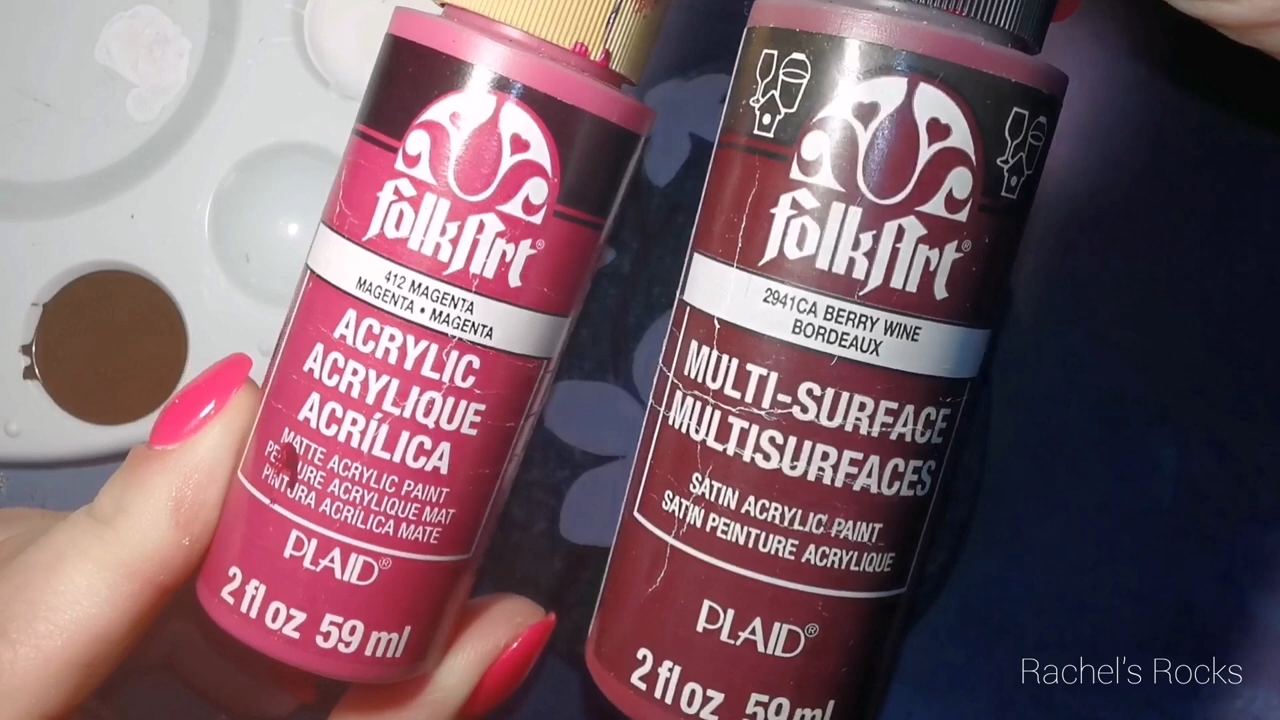 folkArt®
412 MAGENTA
MAGENTA • MAGENTA
ACRYLIC
ACRYLIQUE
ACRÍLICA
MATTE ACRYLIC PAINT
PEINTURE ACRYLIQUE MAT
PINTURA ACRÍLICA MATE
PLAID®
2 fl oz 59 ml
folkArt®
2941CA BERRY WINE
BORDEAUX
MULTI-SURFACE
MULTISURFACES
SATIN ACRYLIC PAINT
SATIN PEINTURE ACRYLIQUE
PLAID®
2 fl oz 59 ml
Rachel's Rocks